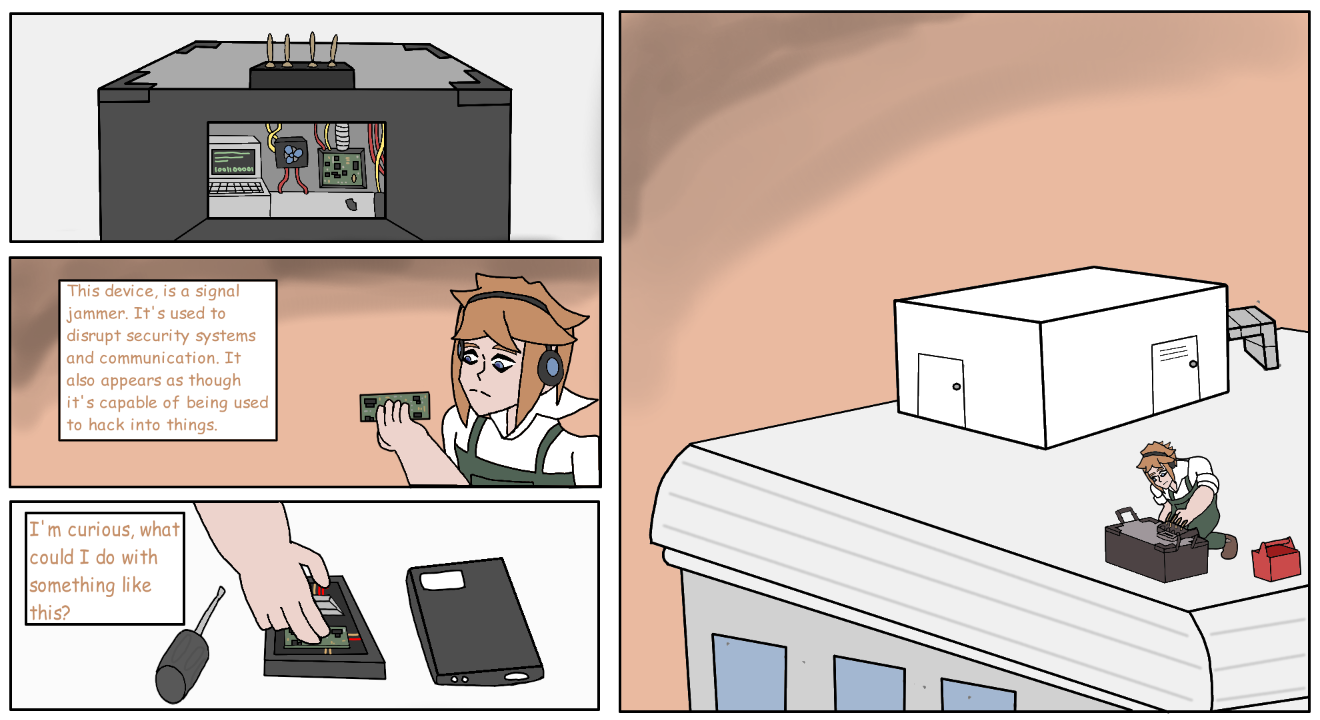 This device, is a signal
jammer. It's used to
disrupt security systems
and communication. It
also appears as though
it's capable of being used
to hack into things.
I'm curious, what
could I do with
something like
this?